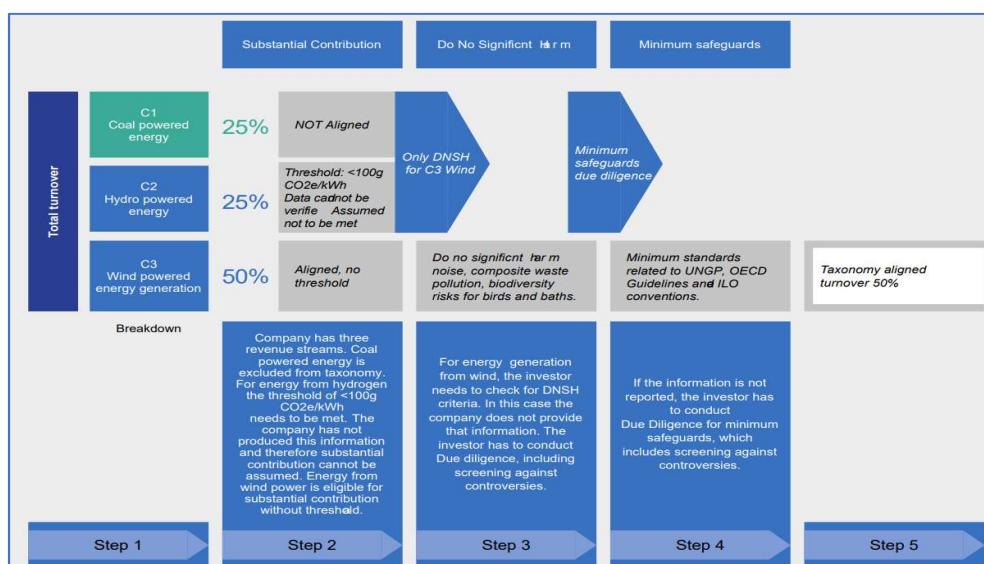 Substantial Contribution
Do No Significnt Harm
Minimum safeguards
Total turnover
C1
Coal powered
energy
25%
NOT Aligned
Only DNSH
for C3 Wind
Minimum
safeguards
due diligence
C2
Hydro powered
energy
25%
Threshold: <100g
CO2e/kWh
Data cadnot be
verifie Assumed
not to be met
C3
Wind powered
energy generation
50%
Aligned, no
threshold
Do no significnt harm
noise, composite waste
pollution, biodiversity
risks for birds and baths.
Minimum standards
related to UNGP, OECD
Guidelines and ILO
conventions.
Taxonomy aligned
turnover 50%
Breakdown
Company has three
revenue streams. Coal
powered energy is
excluded from taxonomy.
For energy from hydrogen
the threshold of <100g
CO2e/kWh
needs to be met. The
company has not
produced this information
and therefore substantial
contribution cannot be
assumed. Energy from
wind power is eligible for
substantial contribution
without threshold.
For energy generation
from wind, the investor
needs to check for DNSH
criteria. In this case the
company does not provide
that information. The
investor has to conduct
Due diligence, including
screening against
controversies.
If the information is not
reported, the investor has
to conduct
Due Diligence for minimum
safeguards, which
includes screening against
controversies.
Step 1
Step 2
Step 3
Step 4
Step 5